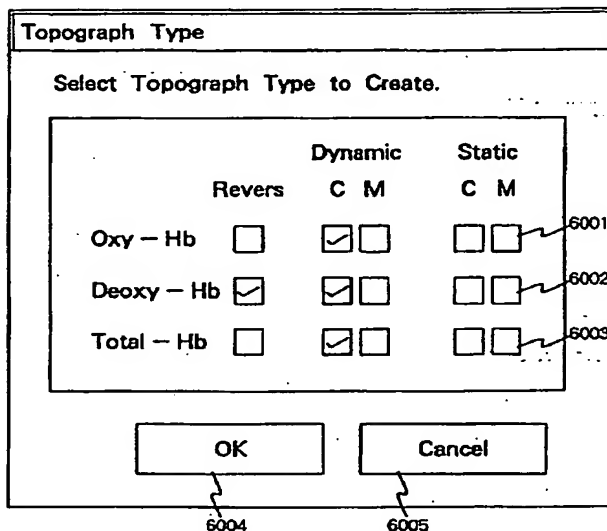 Topograph Type
Select Topograph Type to Create.
Dynamic Static
Revers C M C M
Oxy - Hb 6001
Deoxy - Hb 6002
Total - Hb 6003
OK Cancel
6004 6005